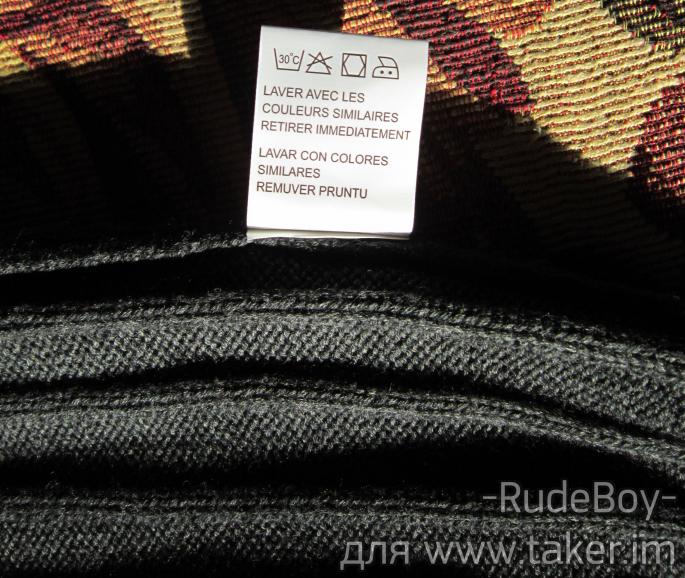 30°C
LAVER AVEC LES
COULEURS SIMILAIRES
RETIRER IMMEDIATEMENT
LAVAR CON COLORES
SIMILARES
REMUVER PRUNTU
-RudeBoy-
для www.taker.im